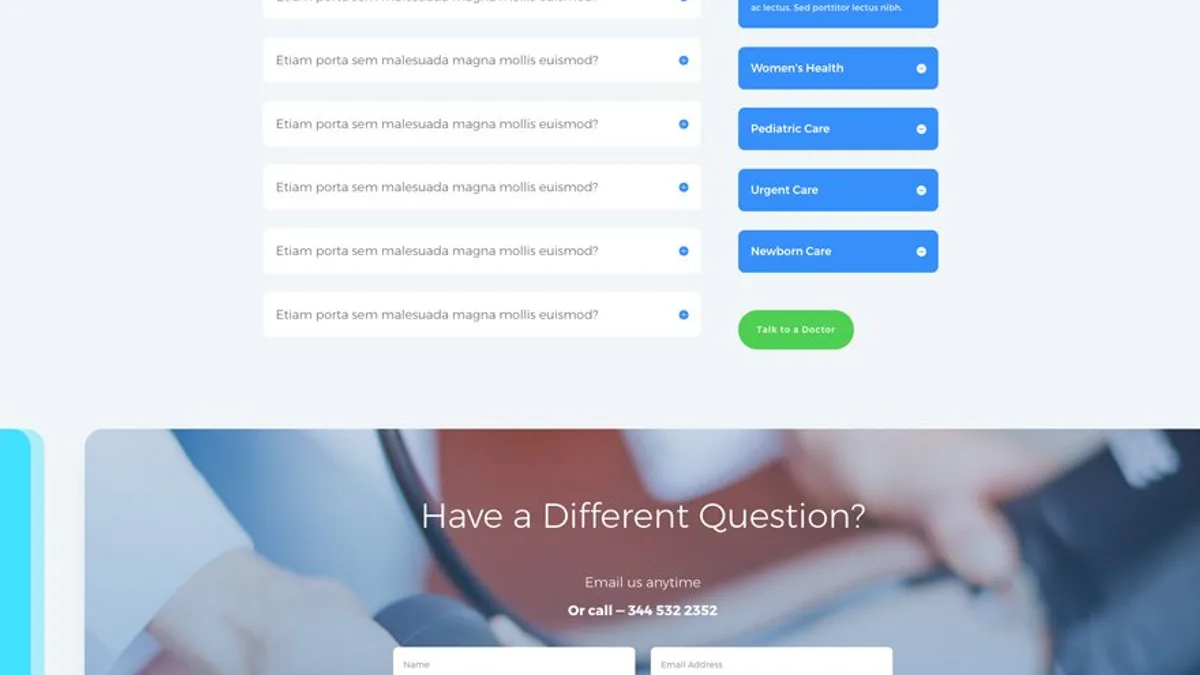 Etiam porta sem malesuada magna mollis euismod?
Etiam porta sem malesuada magna mollis euismod?
Etiam porta sem malesuada magna mollis euismod?
Etiam porta sem malesuada magna mollis euismod?
Etiam porta sem malesuada magna mollis euismod?
Etiam porta sem malesuada magna mollis euismod?
ac lectus. Sed porttitor lectus nibh.
Women's Health
Pediatric Care
Urgent Care
Newborn Care
Talk to a Doctor
Have a Different Question?
Email us anytime
Or call – 344 532 2352
Name
Email Address